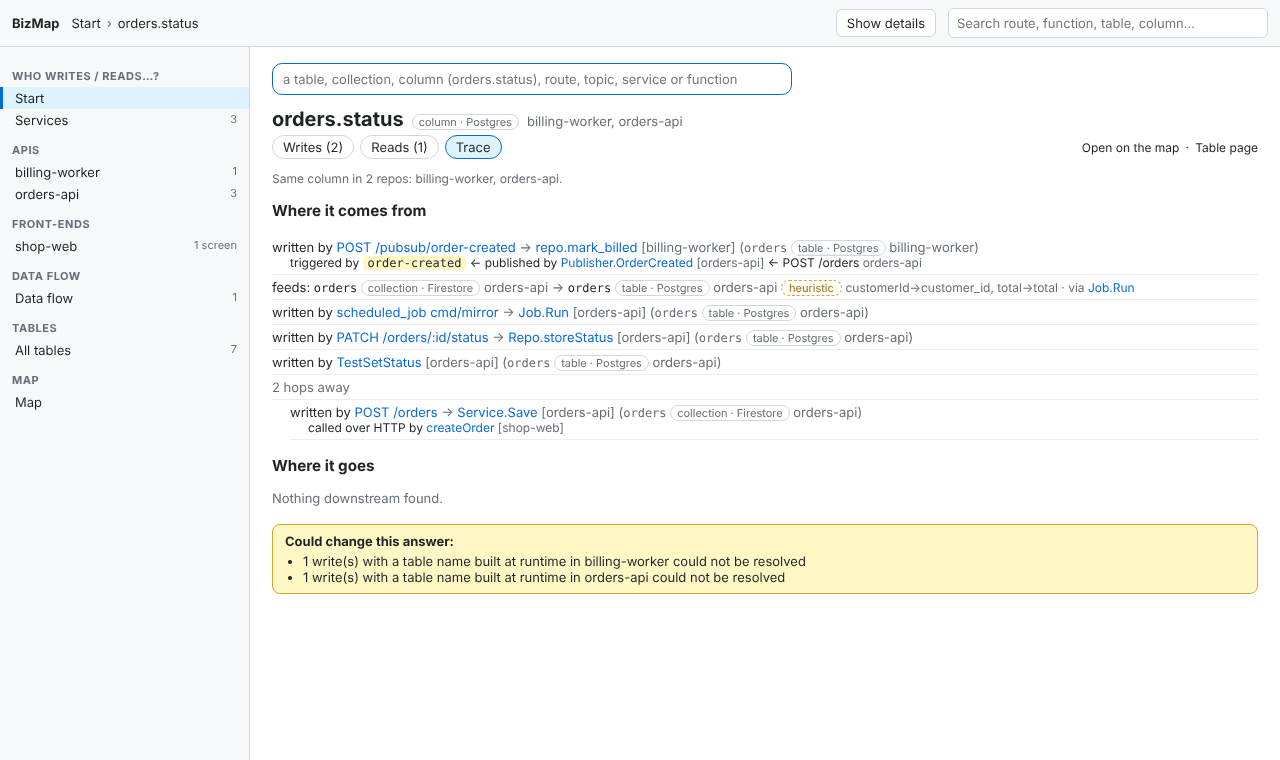 BizMap Start › orders.status
Show details
Search route, function, table, column...
WHO WRITES / READS...?
Start
Services 3
APIS
billing-worker 1
orders-api 3
FRONT-ENDS
shop-web 1 screen
DATA FLOW
Data flow 1
TABLES
All tables 7
MAP
Map
a table, collection, column (orders.status), route, topic, service or function
orders.status column · Postgres billing-worker, orders-api
Writes (2) Reads (1) Trace
Open on the map · Table page
Same column in 2 repos: billing-worker, orders-api.
Where it comes from
written by POST /pubsub/order-created → repo.mark_billed [billing-worker] (orders table · Postgres billing-worker)
triggered by order-created ← published by Publisher.OrderCreated [orders-api] ← POST /orders orders-api
feeds: orders collection · Firestore orders-api → orders table · Postgres orders-api heuristic customerId→customer_id, total→total · via Job.Run
written by scheduled_job cmd/mirror → Job.Run [orders-api] (orders table · Postgres orders-api)
written by PATCH /orders/:id/status → Repo.storeStatus [orders-api] (orders table · Postgres orders-api)
written by TestSetStatus [orders-api] (orders table · Postgres orders-api)
2 hops away
written by POST /orders → Service.Save [orders-api] (orders collection · Firestore orders-api)
called over HTTP by createOrder [shop-web]
Where it goes
Nothing downstream found.
Could change this answer:
• 1 write(s) with a table name built at runtime in billing-worker could not be resolved
• 1 write(s) with a table name built at runtime in orders-api could not be resolved